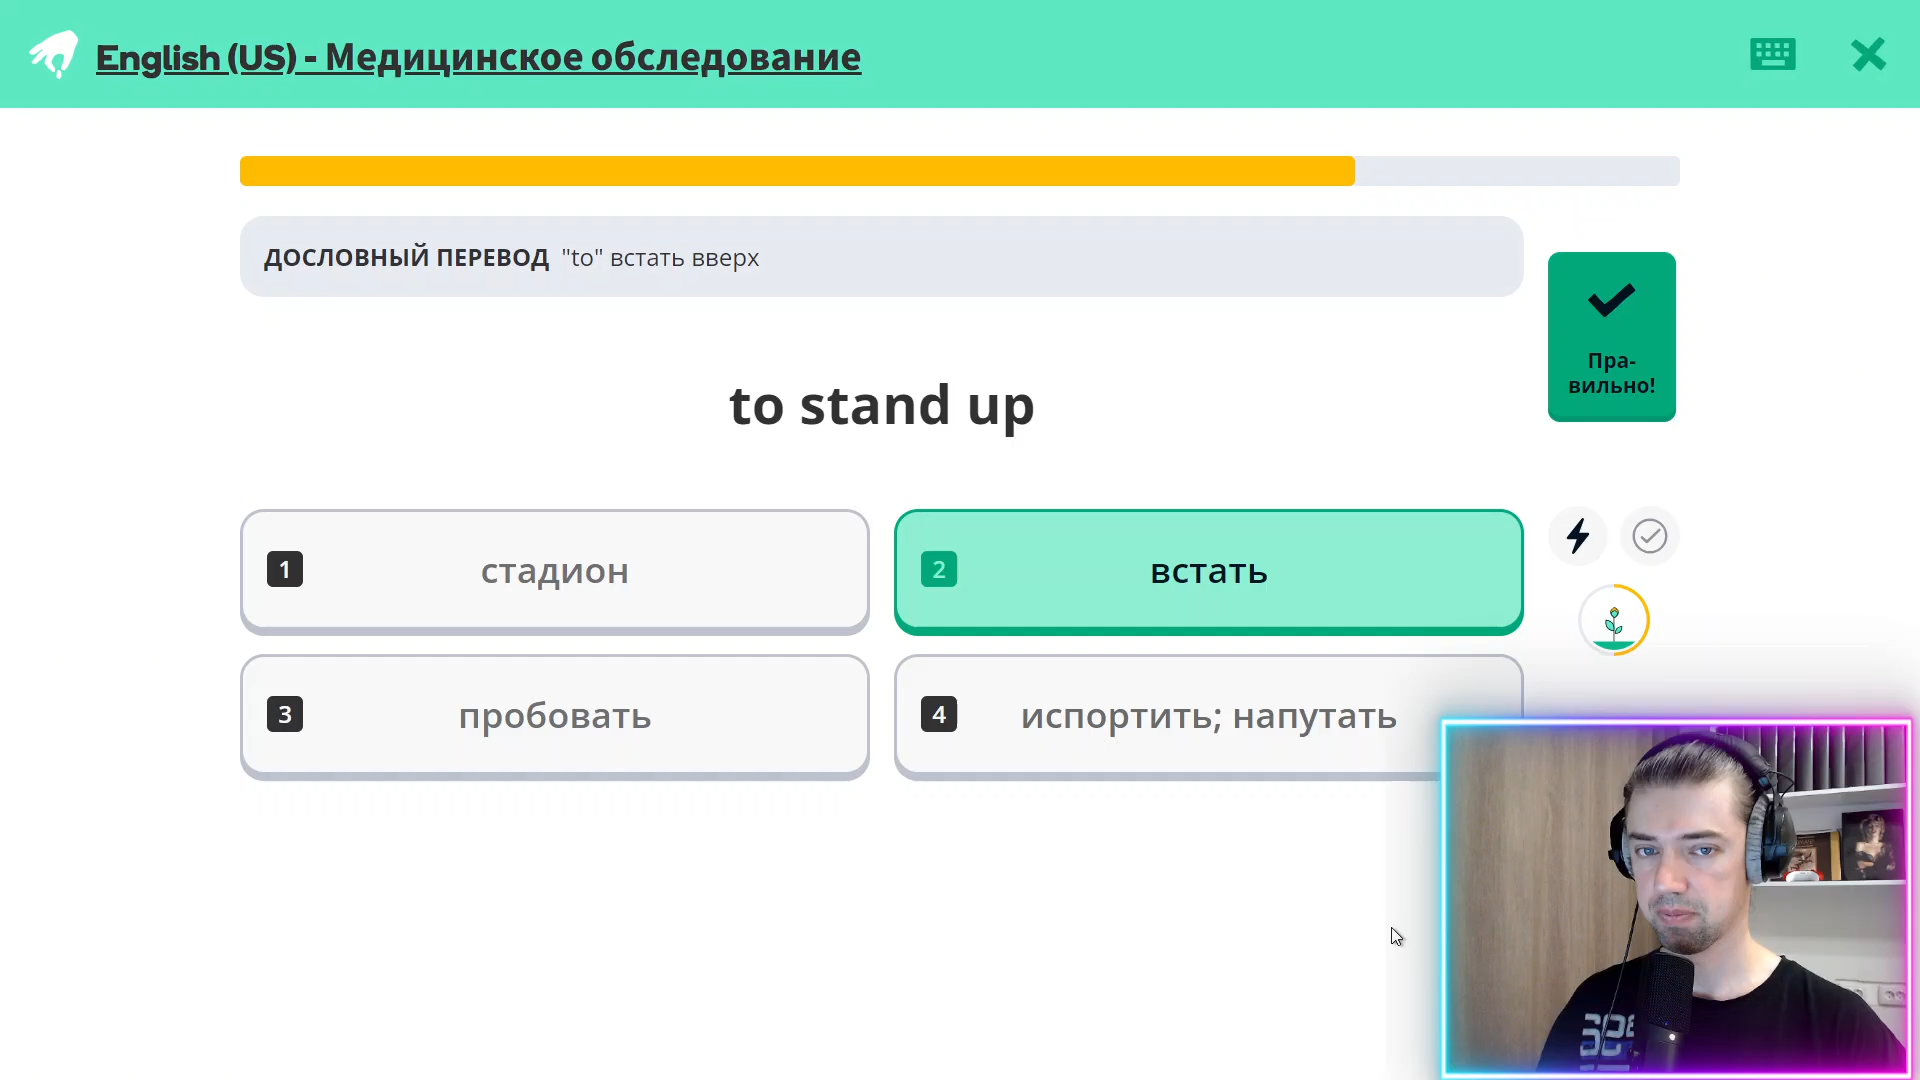 English (US) - Медицинское обследование
ДОСЛОВНЫЙ ПЕРЕВОД "to" встать вверх
Пра-
вильно!
to stand up
1 стадион
2 встать
3 пробовать
4 испортить; напутать